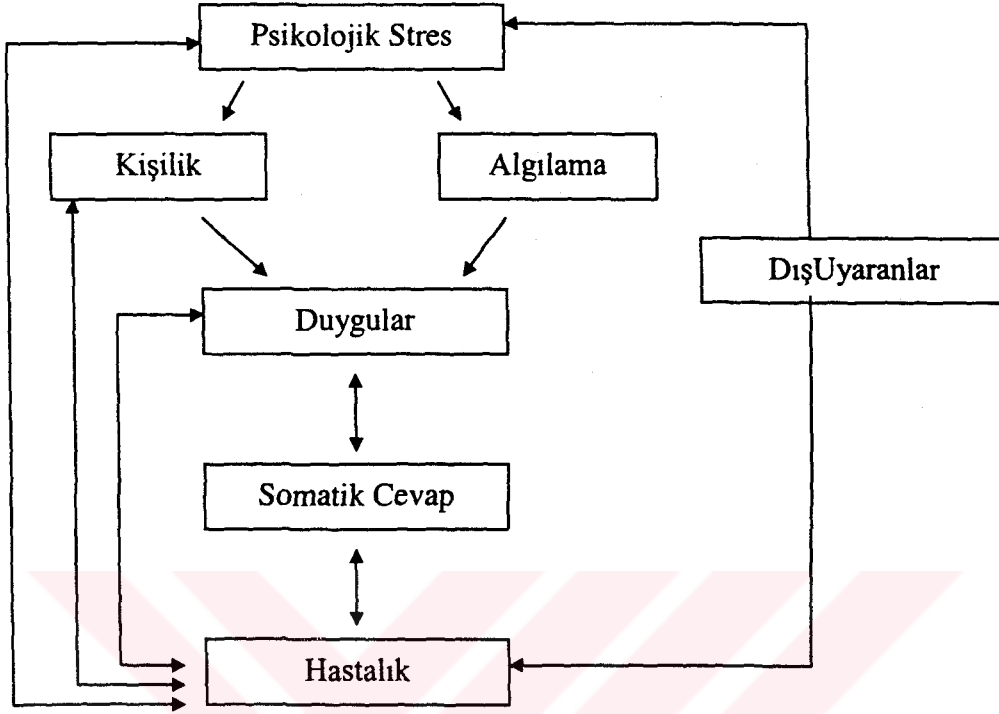 Psikolojik Stres
Kişilik
Algılama
DışUyaranlar
Duygular
Somatik Cevap
Hastalık